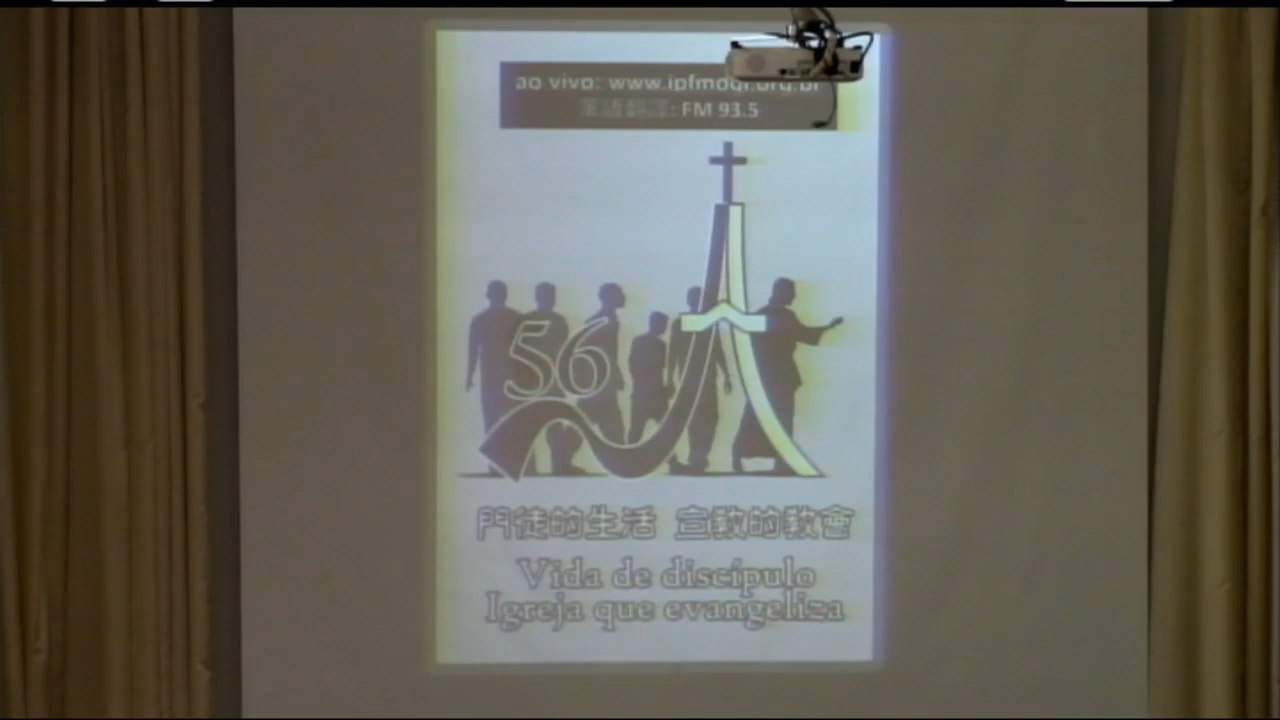 ao vivo: www.ipfmogi.org.br
: FM 93.5
56
門徒的生活 宣教的教會
Vida de discípulo
Igreja que evangeliza